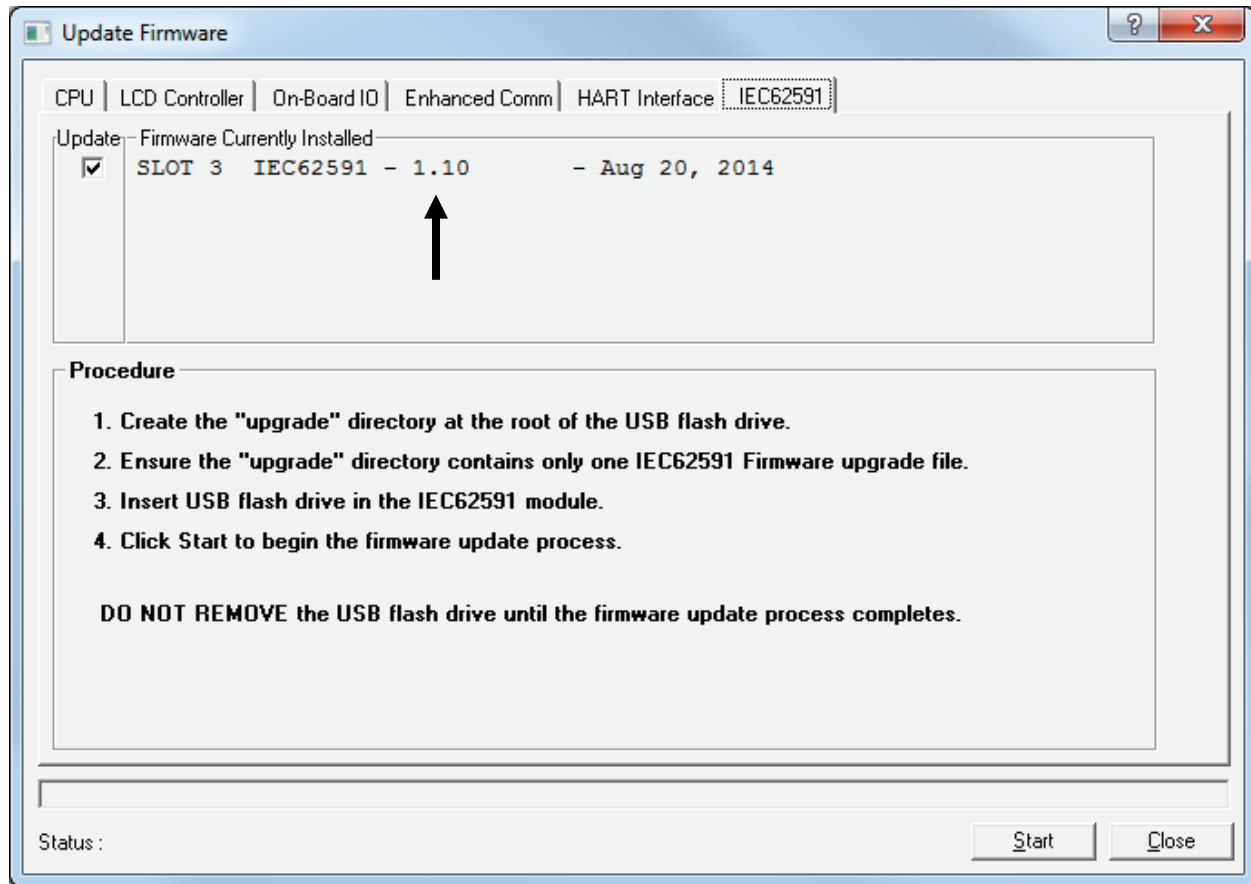 Update Firmware
CPU LCD Controller On-Board IO Enhanced Comm HART Interface IEC62591
Update Firmware Currently Installed
SLOT 3 IEC62591 - 1.10 - Aug 20, 2014
Procedure
1. Create the "upgrade" directory at the root of the USB flash drive.
2. Ensure the "upgrade" directory contains only one IEC62591 Firmware upgrade file.
3. Insert USB flash drive in the IEC62591 module.
4. Click Start to begin the firmware update process.
DO NOT REMOVE the USB flash drive until the firmware update process completes.
Status :
Start Close